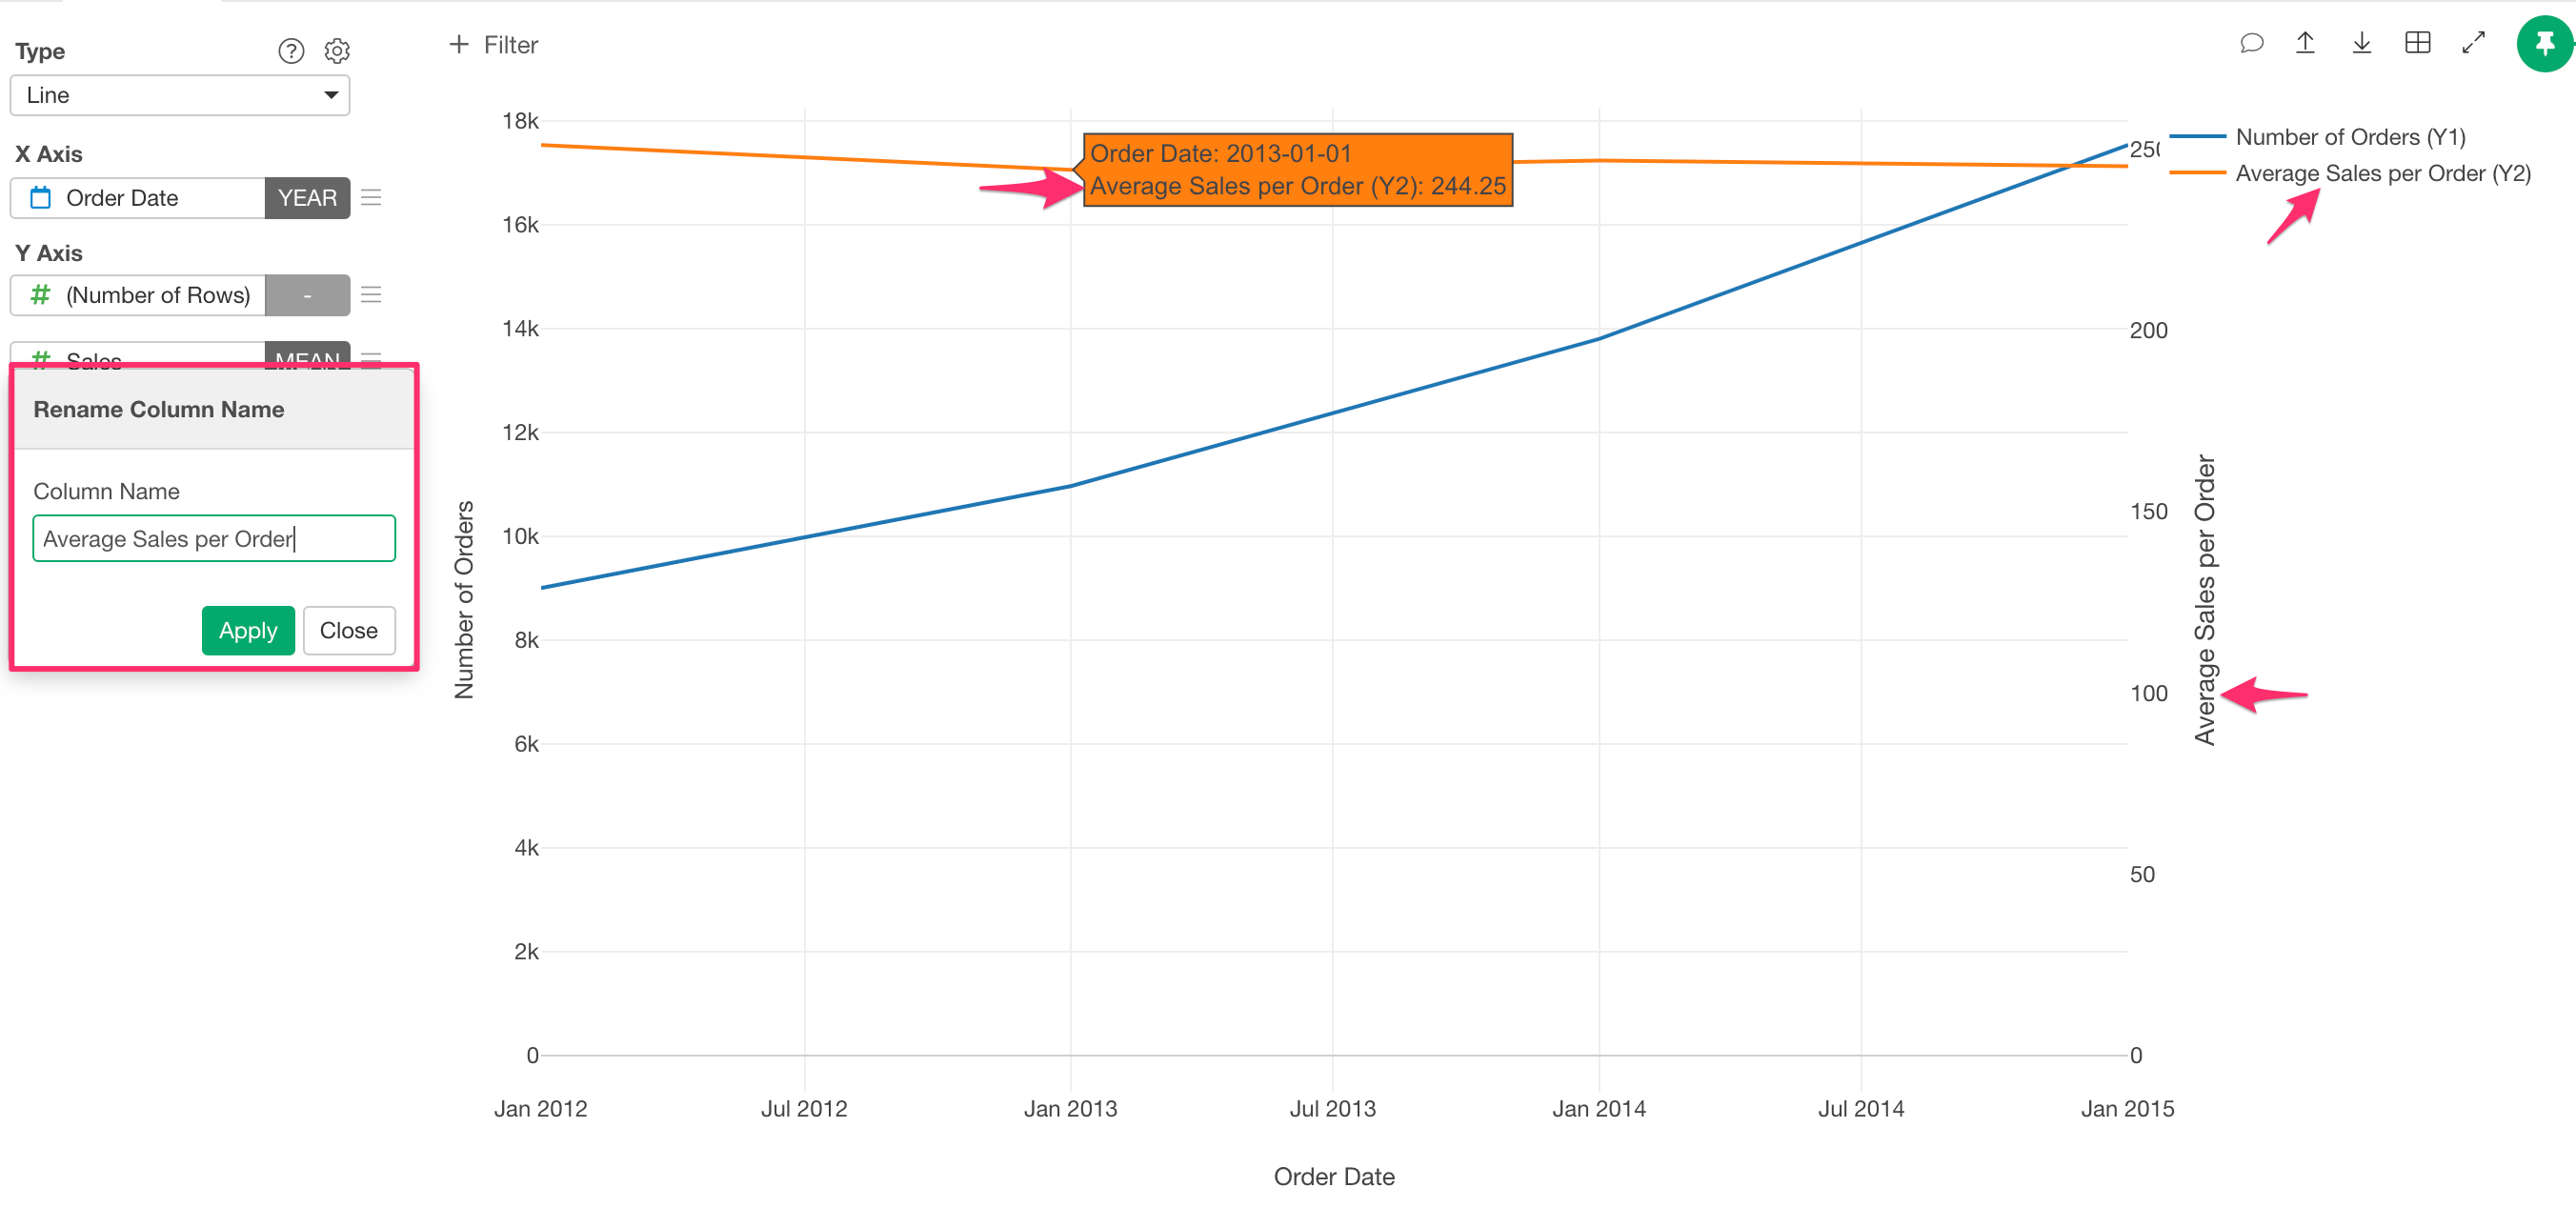 Type
Line
X Axis
Order Date YEAR
Y Axis
(Number of Rows) -
Sales MEAN
Rename Column Name
Column Name
Average Sales per Order
Apply Close
+ Filter
Number of Orders (Y1)
Average Sales per Order (Y2)
Order Date: 2013-01-01
Average Sales per Order (Y2): 244.25
18k
16k
14k
12k
10k
8k
6k
4k
2k
0
Number of Orders
250
200
150
100
50
0
Average Sales per Order
Jan 2012 Jul 2012 Jan 2013 Jul 2013 Jan 2014 Jul 2014 Jan 2015
Order Date